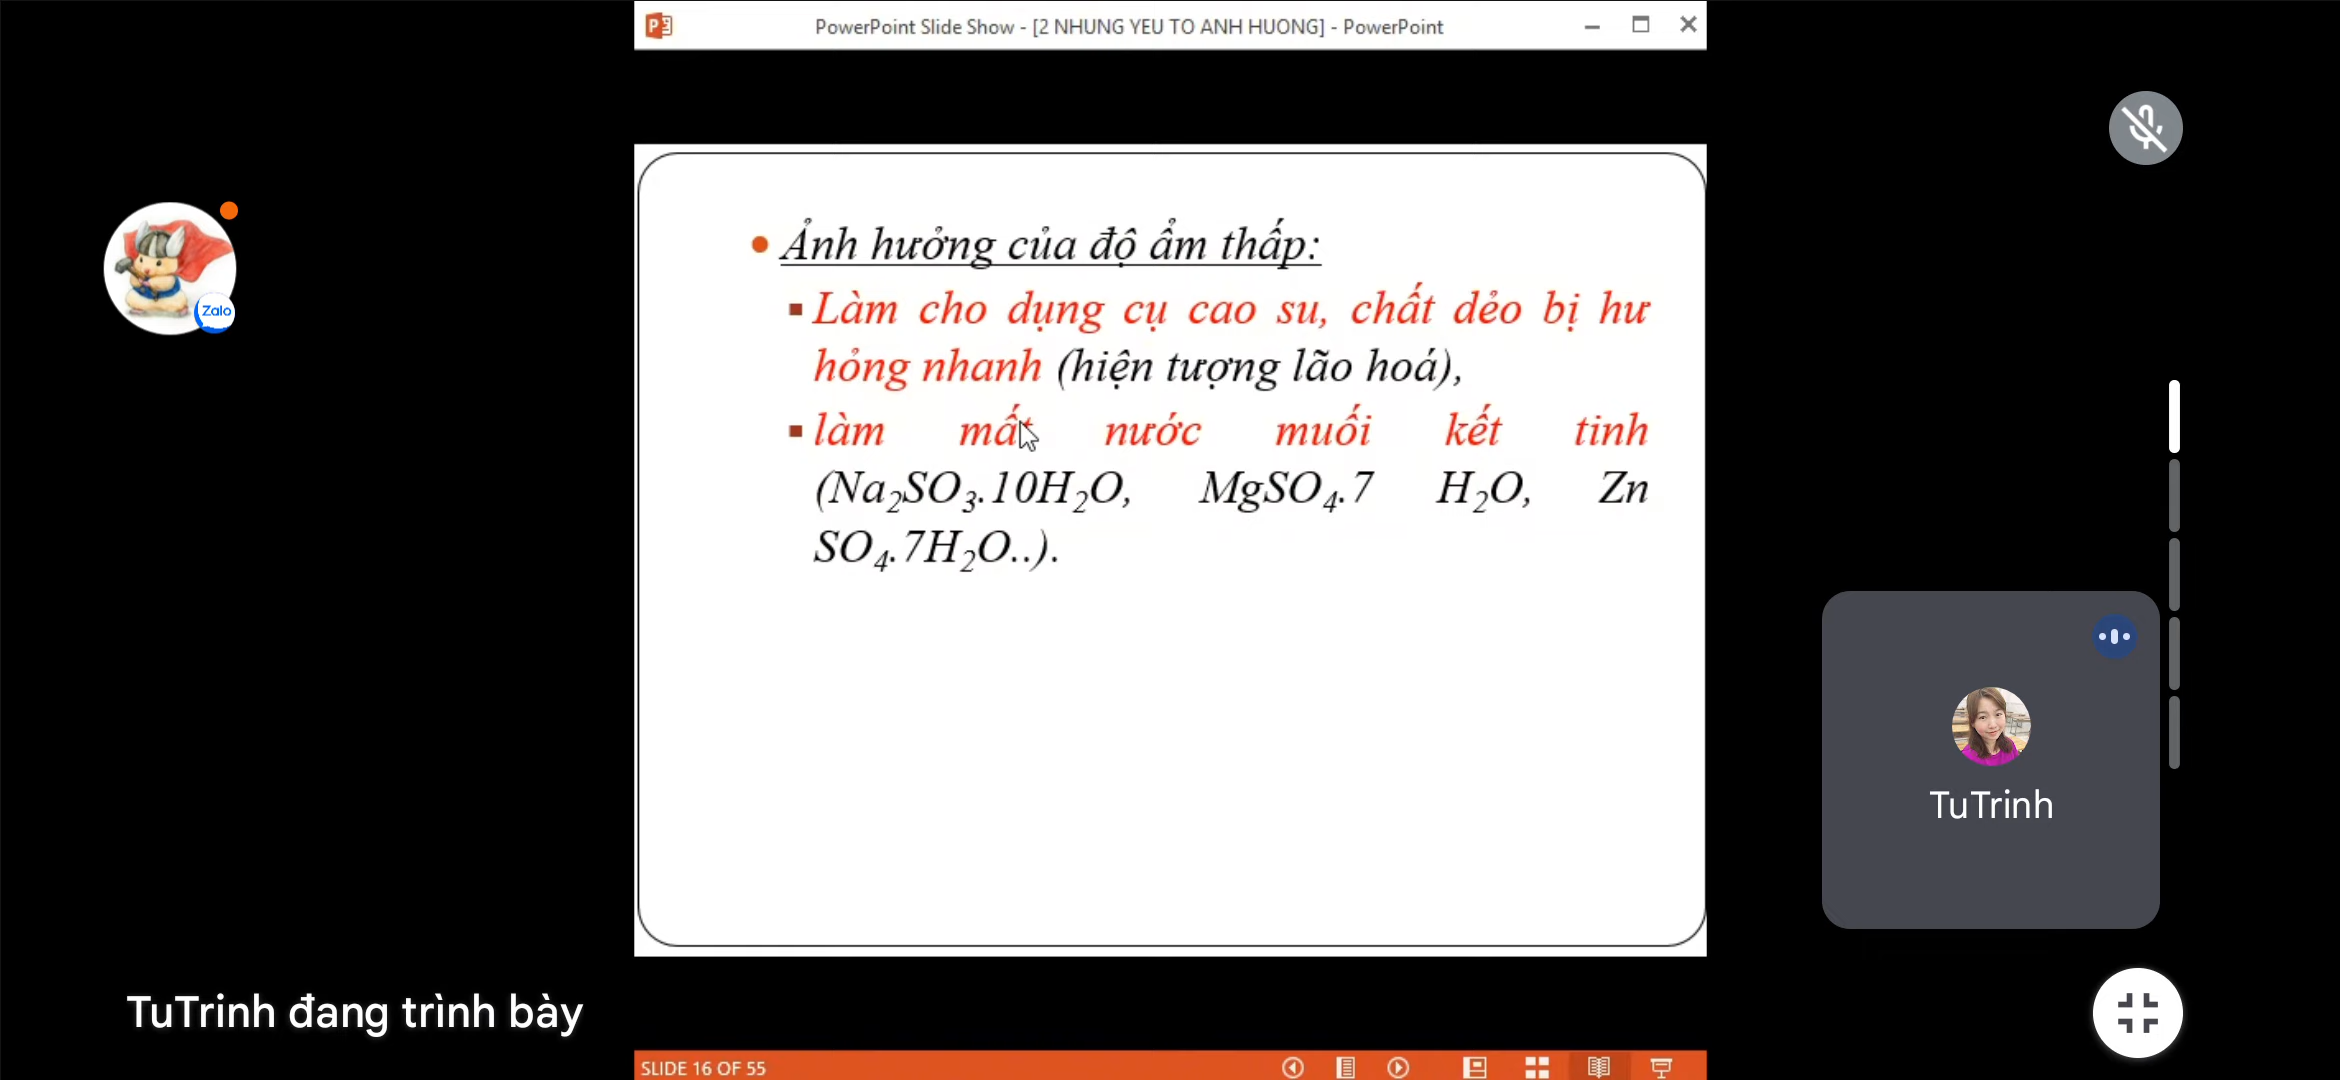 PowerPoint Slide Show - [2 NHUNG YEU TO ANH HUONG] - PowerPoint
Zalo
Ảnh hưởng của độ ẩm thấp:
Làm cho dụng cụ cao su, chất dẻo bị hư
hỏng nhanh (hiện tượng lão hoá),
làm mất nước muối kết tinh
(Na₂SO₃.10H₂O, MgSO₄.7 H₂O, Zn
SO₄.7H₂O..).
TuTrinh
TuTrinh đang trình bày
SLIDE 16 OF 55